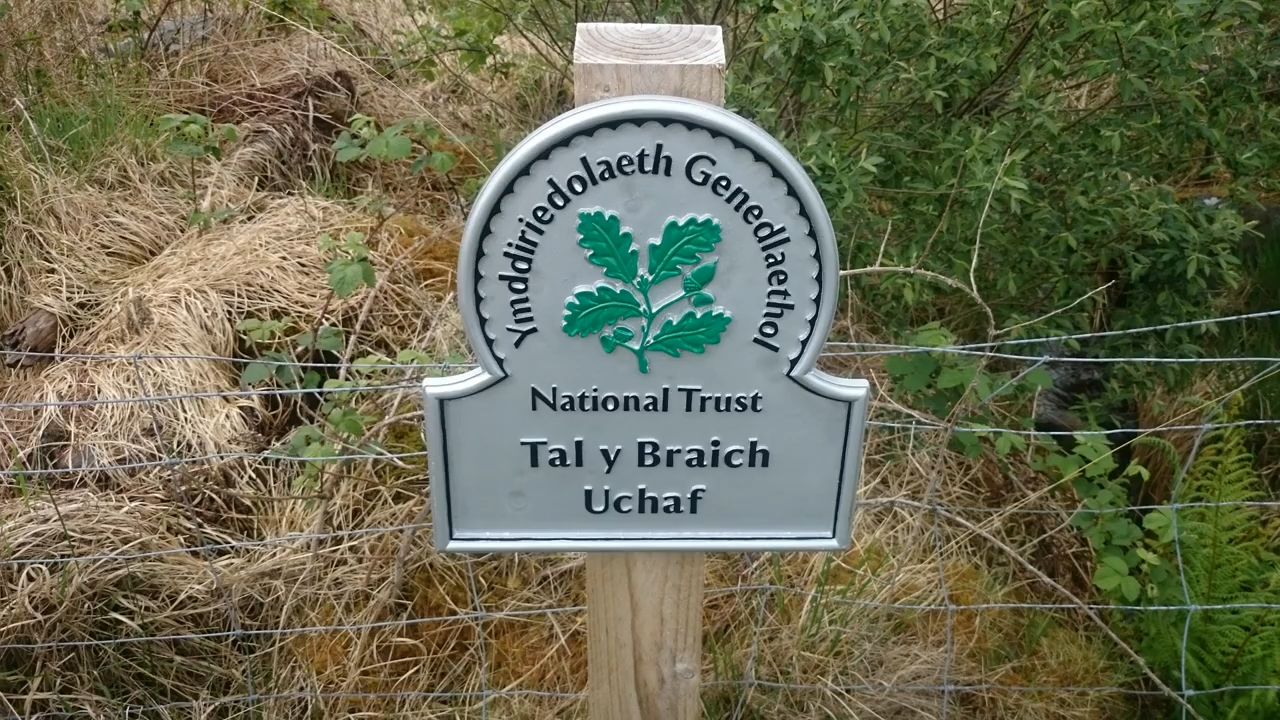 Ymddiriedolaeth Genedlaethol
National Trust
Tal y Braich
Uchaf